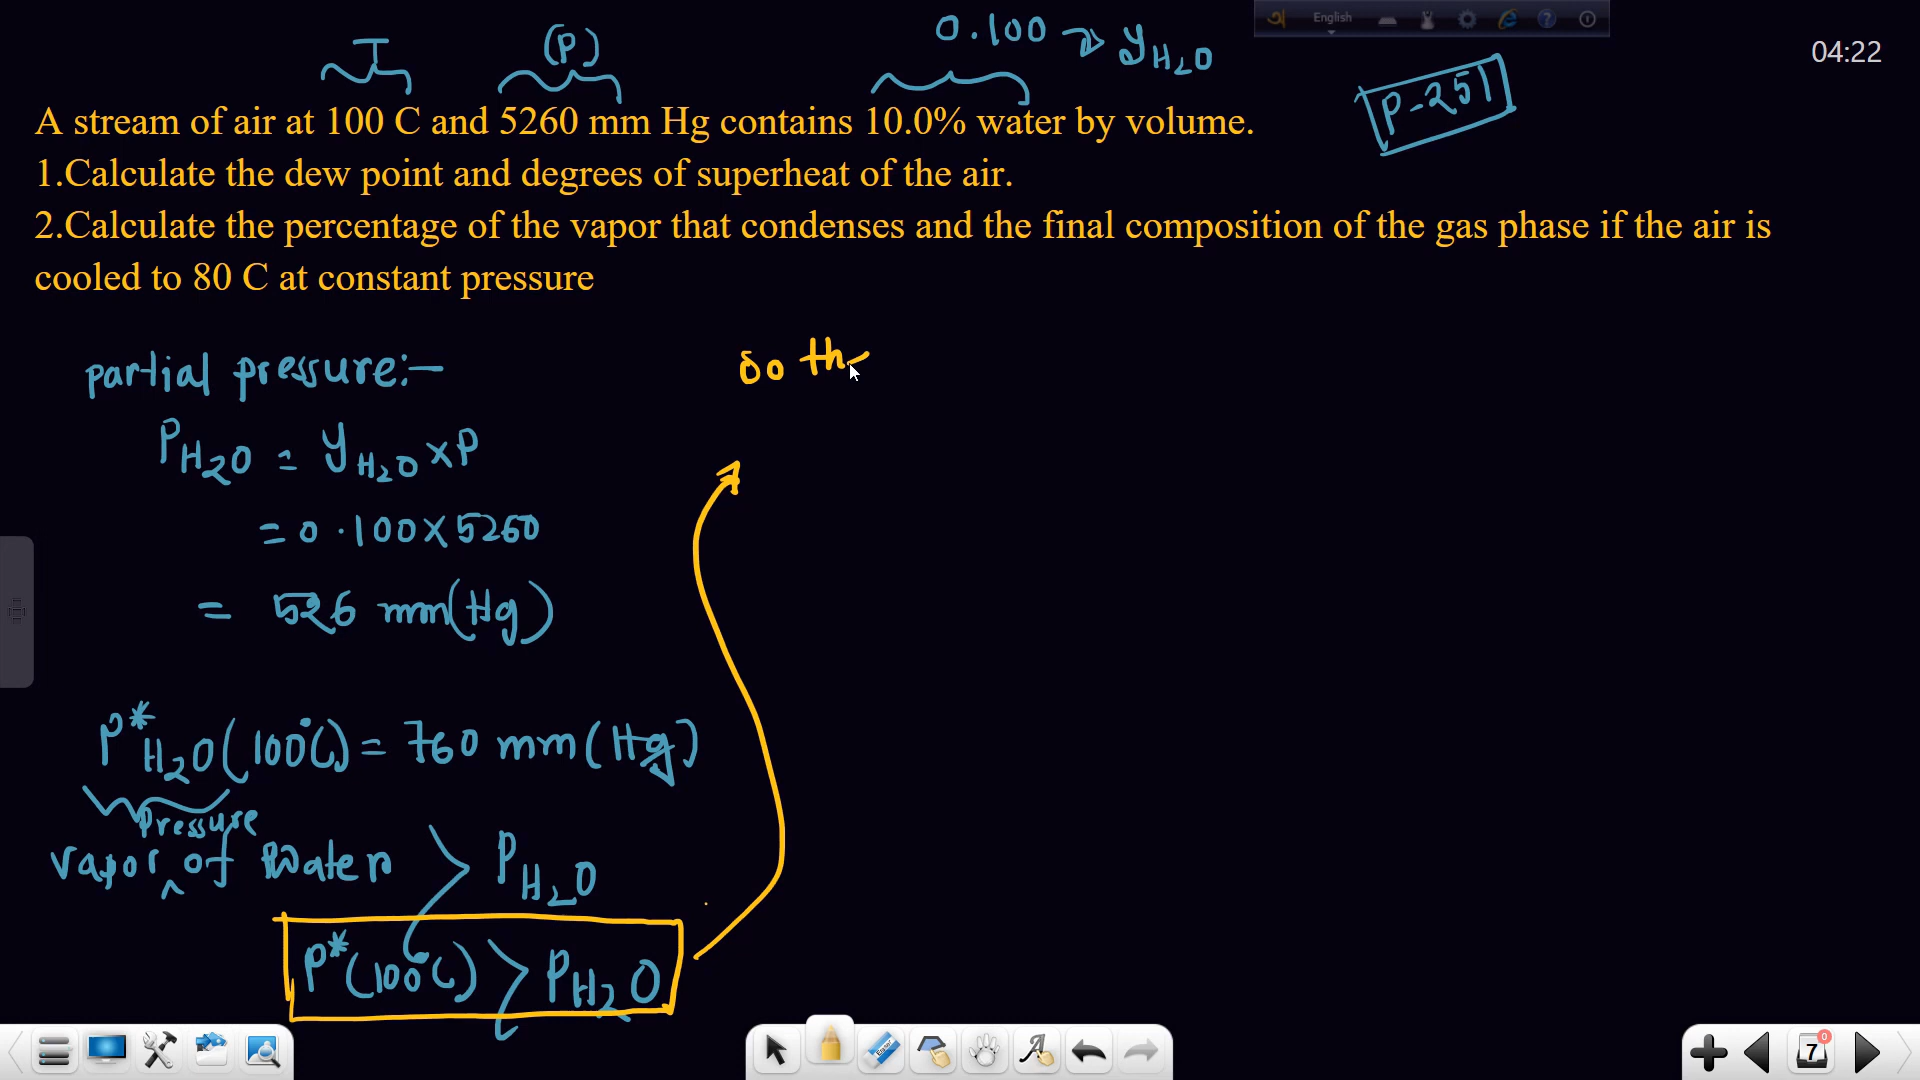 T
(P)
0.100 → yH2O
English
04:22
P-251
A stream of air at 100 C and 5260 mm Hg contains 10.0% water by volume.
1.Calculate the dew point and degrees of superheat of the air.
2.Calculate the percentage of the vapor that condenses and the final composition of the gas phase if the air is
cooled to 80 C at constant pressure
partial pressure:-
PH2O = yH2O × P
= 0.100 × 5260
= 526 mm(Hg)
P*H2O(100°C) = 760 mm(Hg)
Pressure
vapor ^ of water > PH2O
P*(100°C) > PH2O
So th
7
0